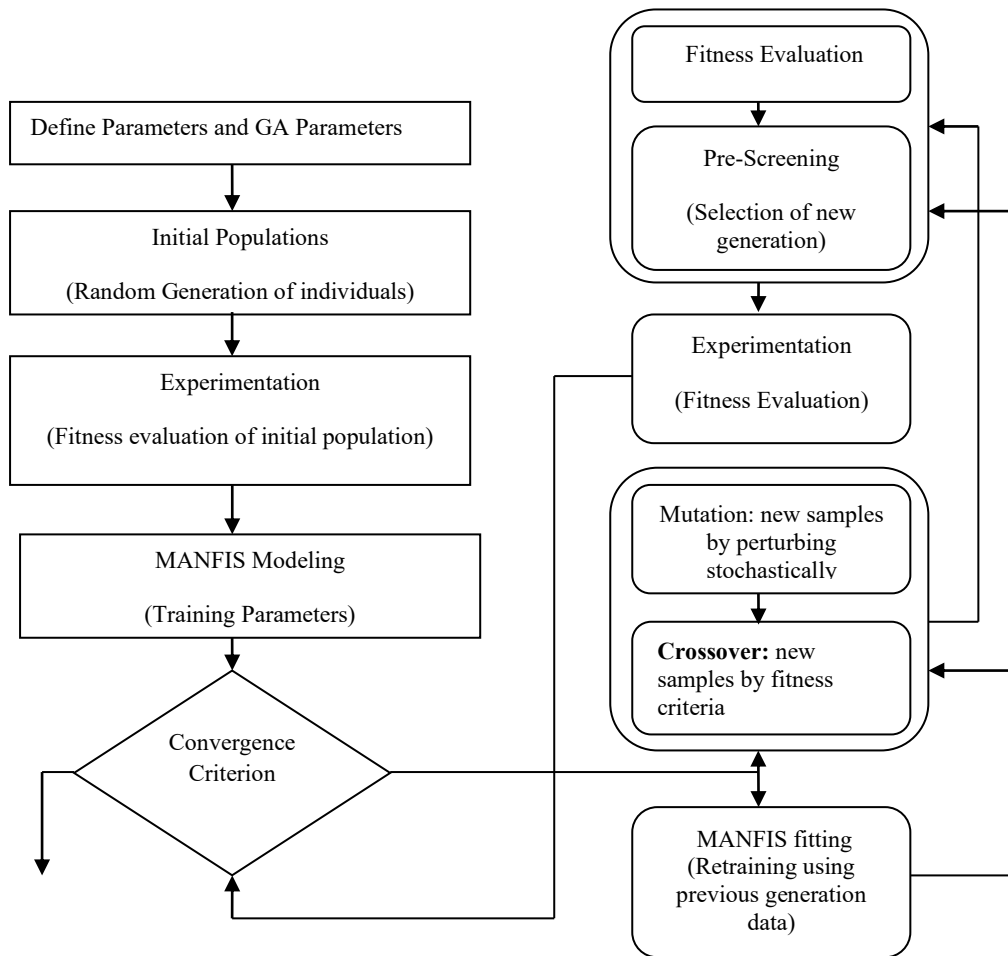 Define Parameters and GA Parameters
Initial Populations
(Random Generation of individuals)
Experimentation
(Fitness evaluation of initial population)
MANFIS Modeling
(Training Parameters)
Convergence
Criterion
Fitness Evaluation
Pre-Screening
(Selection of new
generation)
Experimentation
(Fitness Evaluation)
Mutation: new samples
by perturbing
stochastically
Crossover: new
samples by fitness
criteria
MANFIS fitting
(Retraining using
previous generation
data)